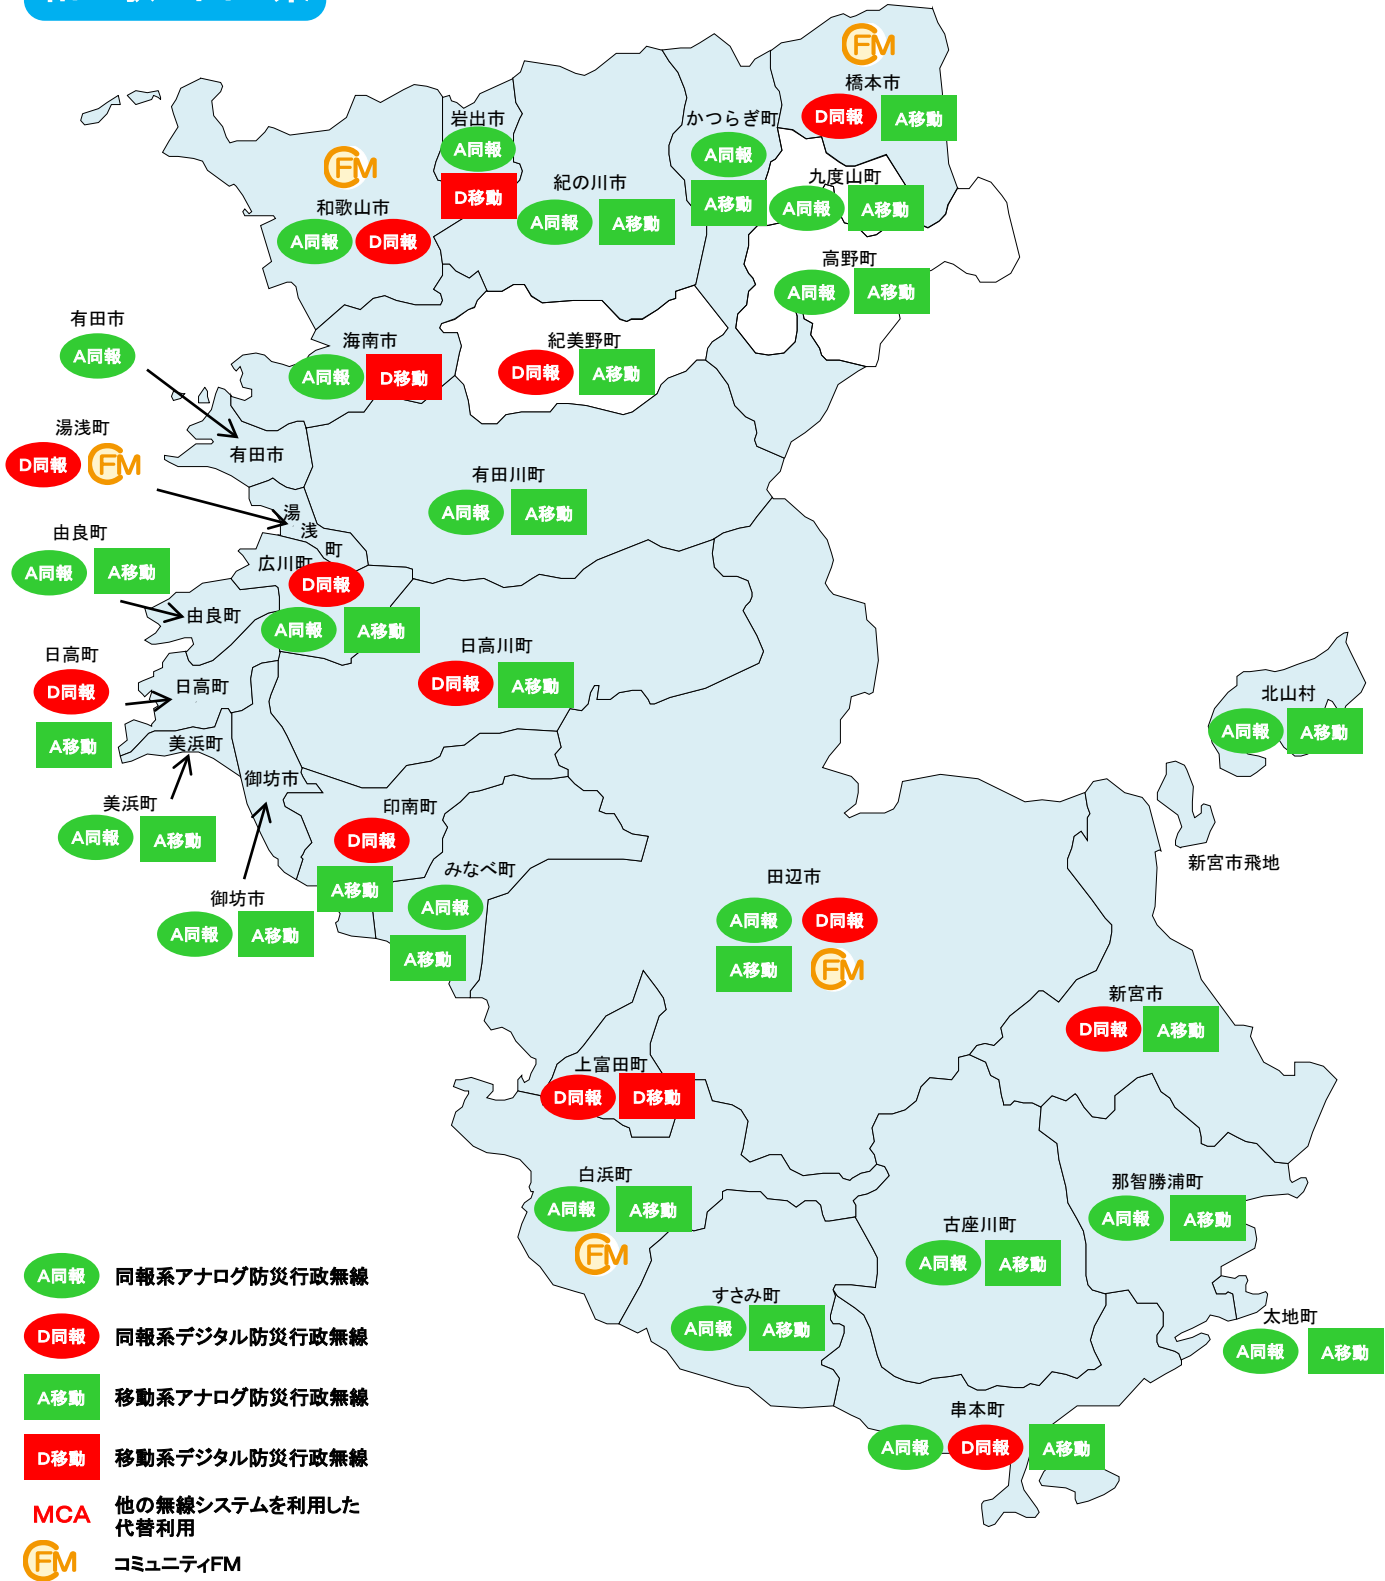 FM
橋本市
D同報 A移動
岩出市
A同報
D移動
かつらぎ町
A同報
A移動
九度山町
A同報 A移動
紀の川市
A同報 A移動
FM
和歌山市
A同報 D同報
高野町
A同報 A移動
有田市
A同報
海南市
A同報 D移動
紀美野町
D同報 A移動
湯浅町
D同報 FM
有田市
有田川町
A同報 A移動
湯浅町
由良町
A同報 A移動
広川町
D同報
A同報 A移動
由良町
日高町
D同報
A移動
日高町
日高川町
D同報 A移動
北山村
A同報 A移動
美浜町
美浜町
A同報 A移動
御坊市
御坊市
A同報 A移動
印南町
D同報
A移動
みなべ町
A同報
A移動
新宮市飛地
田辺市
A同報 D同報
A移動 FM
新宮市
D同報 A移動
上富田町
D同報 D移動
白浜町
A同報 A移動
FM
那智勝浦町
A同報 A移動
古座川町
A同報 A移動
すさみ町
A同報 A移動
太地町
A同報 A移動
串本町
A同報 D同報 A移動
A同報 同報系アナログ防災行政無線
D同報 同報系デジタル防災行政無線
A移動 移動系アナログ防災行政無線
D移動 移動系デジタル防災行政無線
MCA 他の無線システムを利用した
代替利用
FM コミュニティFM